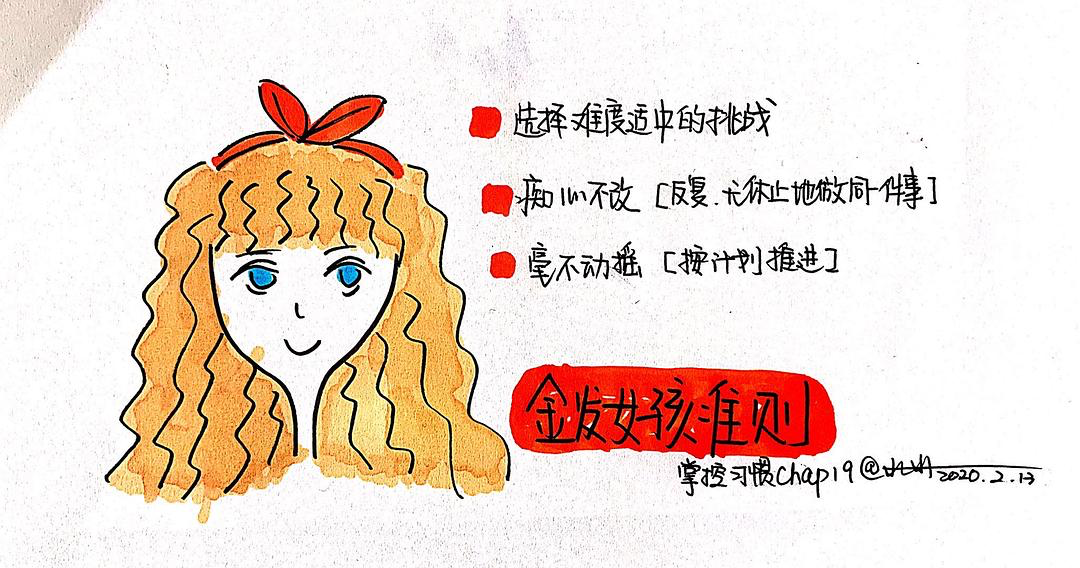 选择难度适中的挑战
痴心不改 [反复.无休止地做同一件事]
毫不动摇 [按计划推进]
金发女孩准则
掌控习惯Chap19@
2020.2.13